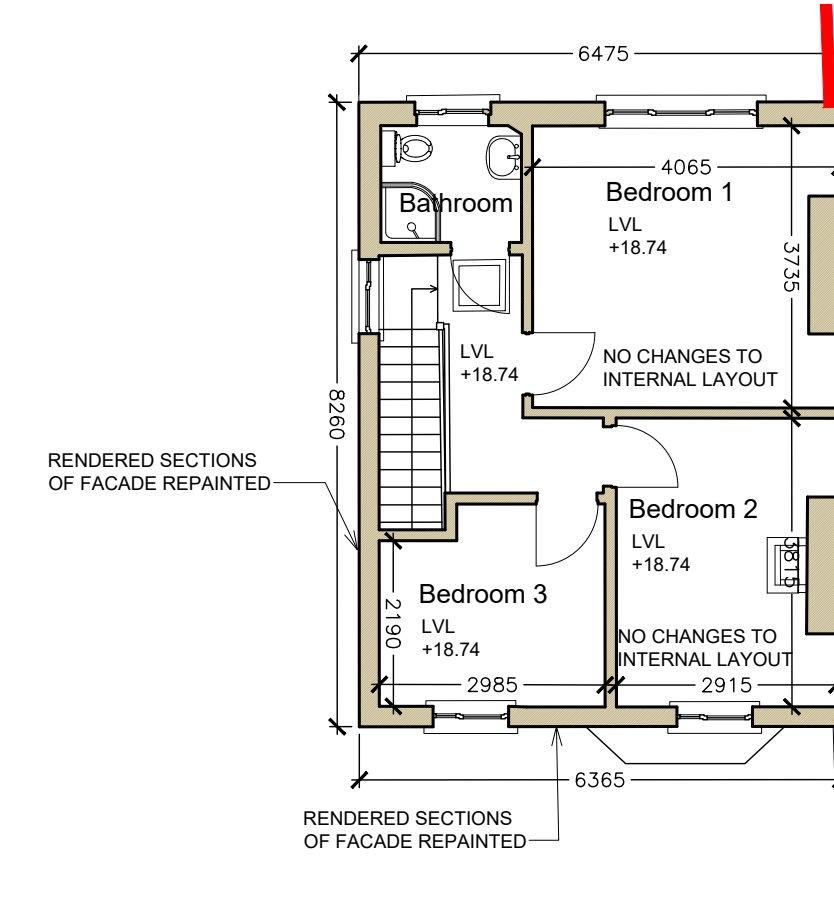 6475
4065
Bathroom
Bedroom 1
LVL
+18.74
3735
LVL
+18.74
NO CHANGES TO
INTERNAL LAYOUT
8260
RENDERED SECTIONS
OF FACADE REPAINTED
Bedroom 2
LVL
+18.74
3815
Bedroom 3
LVL
+18.74
2190
NO CHANGES TO
INTERNAL LAYOUT
2985
2915
6365
RENDERED SECTIONS
OF FACADE REPAINTED